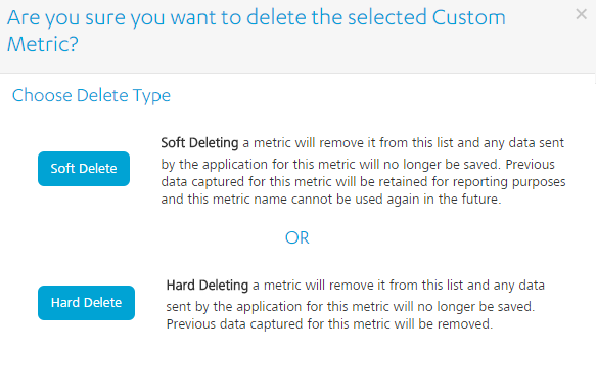 Are you sure you want to delete the selected Custom
Metric?
Choose Delete Type
Soft Deleting a metric will remove it from this list and any data sent
Soft Delete
by the application for this metric will no longer be saved. Previous
data captured for this metric will be retained for reporting purposes
and this metric name cannot be used again in the future.
OR
Hard Deleting a metric will remove it from this list and any data
Hard Delete
sent by the application for this metric will no longer be saved.
Previous data captured for this metric will be removed.